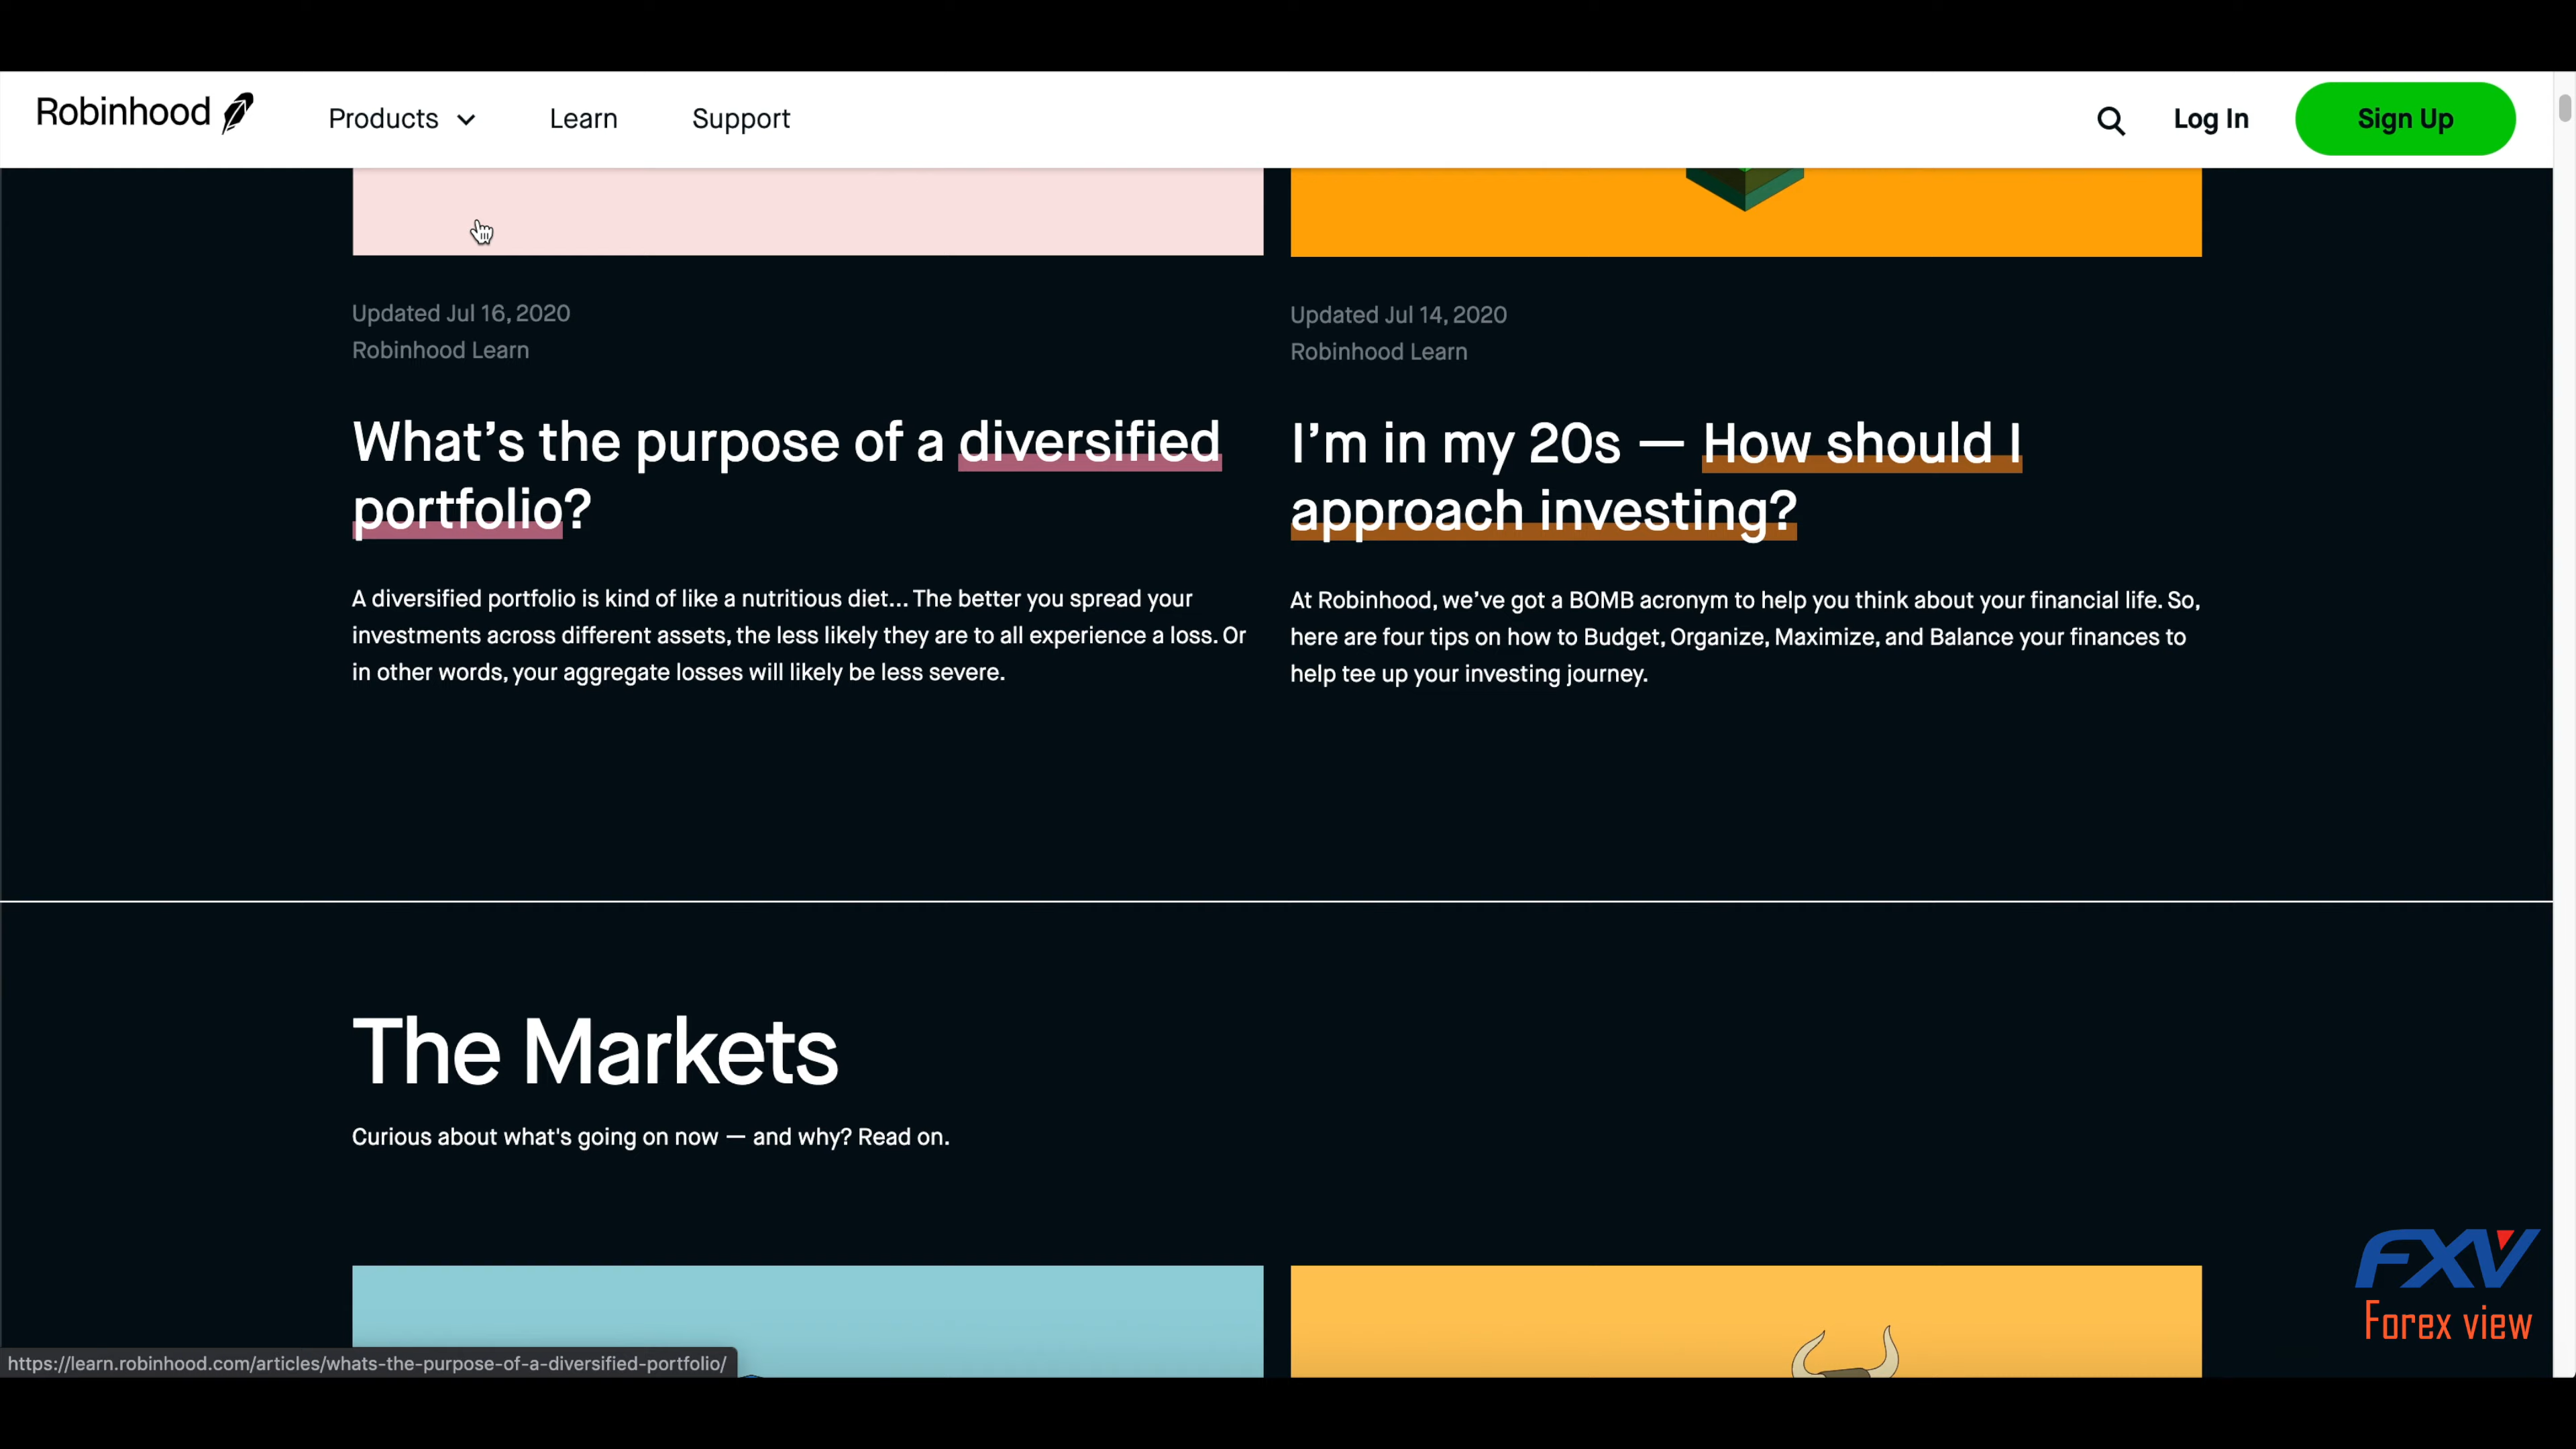 Robinhood
Products
Learn
Support
Log In
Sign Up
Updated Jul 16, 2020
Robinhood Learn
What's the purpose of a diversified
portfolio?
A diversified portfolio is kind of like a nutritious diet... The better you spread your
investments across different assets, the less likely they are to all experience a loss. Or
in other words, your aggregate losses will likely be less severe.
Updated Jul 14, 2020
Robinhood Learn
I'm in my 20s — How should I
approach investing?
At Robinhood, we've got a BOMB acronym to help you think about your financial life. So,
here are four tips on how to Budget, Organize, Maximize, and Balance your finances to
help tee up your investing journey.
The Markets
Curious about what's going on now — and why? Read on.
FXV
Forex view
https://learn.robinhood.com/articles/whats-the-purpose-of-a-diversified-portfolio/